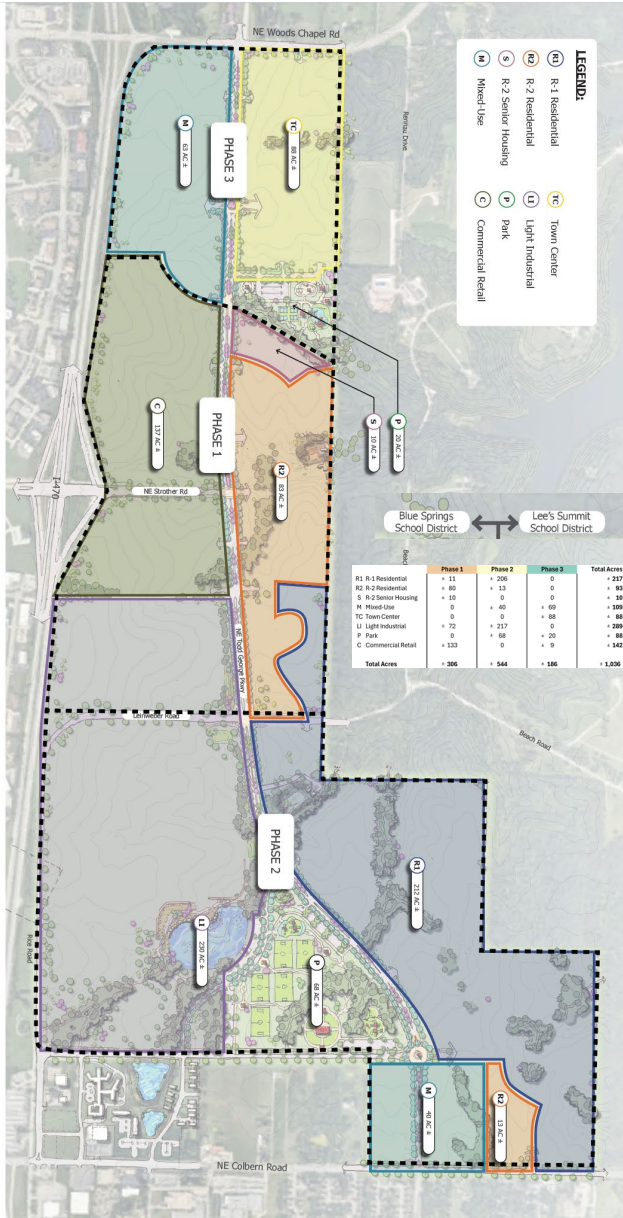 NE Woods Chapel Rd
LEGEND:
R1 R-1 Residential
R2 R-2 Residential
S R-2 Senior Housing
M Mixed-Use
TC Town Center
LI Light Industrial
P Park
C Commercial Retail
Rennau Drive
TC
88 AC ±
M
63 AC ±
PHASE 3
P
20 AC ±
S
10 AC ±
C
137 AC ±
PHASE 1
R2
83 AC ±
NE Strother Rd
I-470
Blue Springs
School District
Lee's Summit
School District
Phase 1 Phase 2 Phase 3 Total Acres
R1 R-1 Residential ± 11 ± 206 0 ± 217
R2 R-2 Residential ± 80 ± 13 0 ± 93
S R-2 Senior Housing ± 10 0 0 ± 10
M Mixed-Use 0 ± 40 ± 69 ± 109
TC Town Center 0 0 ± 88 ± 88
LI Light Industrial ± 72 ± 217 0 ± 289
P Park 0 ± 68 ± 20 ± 88
C Commercial Retail ± 133 0 ± 9 ± 142
Total Acres ± 306 ± 544 ± 186 ± 1,036
NE Todd George Pkwy
Leinweber Road
Beach Road
PHASE 2
R1
212 AC ±
LI
230 AC ±
P
68 AC ±
Rice Road
M
40 AC ±
R2
13 AC ±
NE Colbern Road